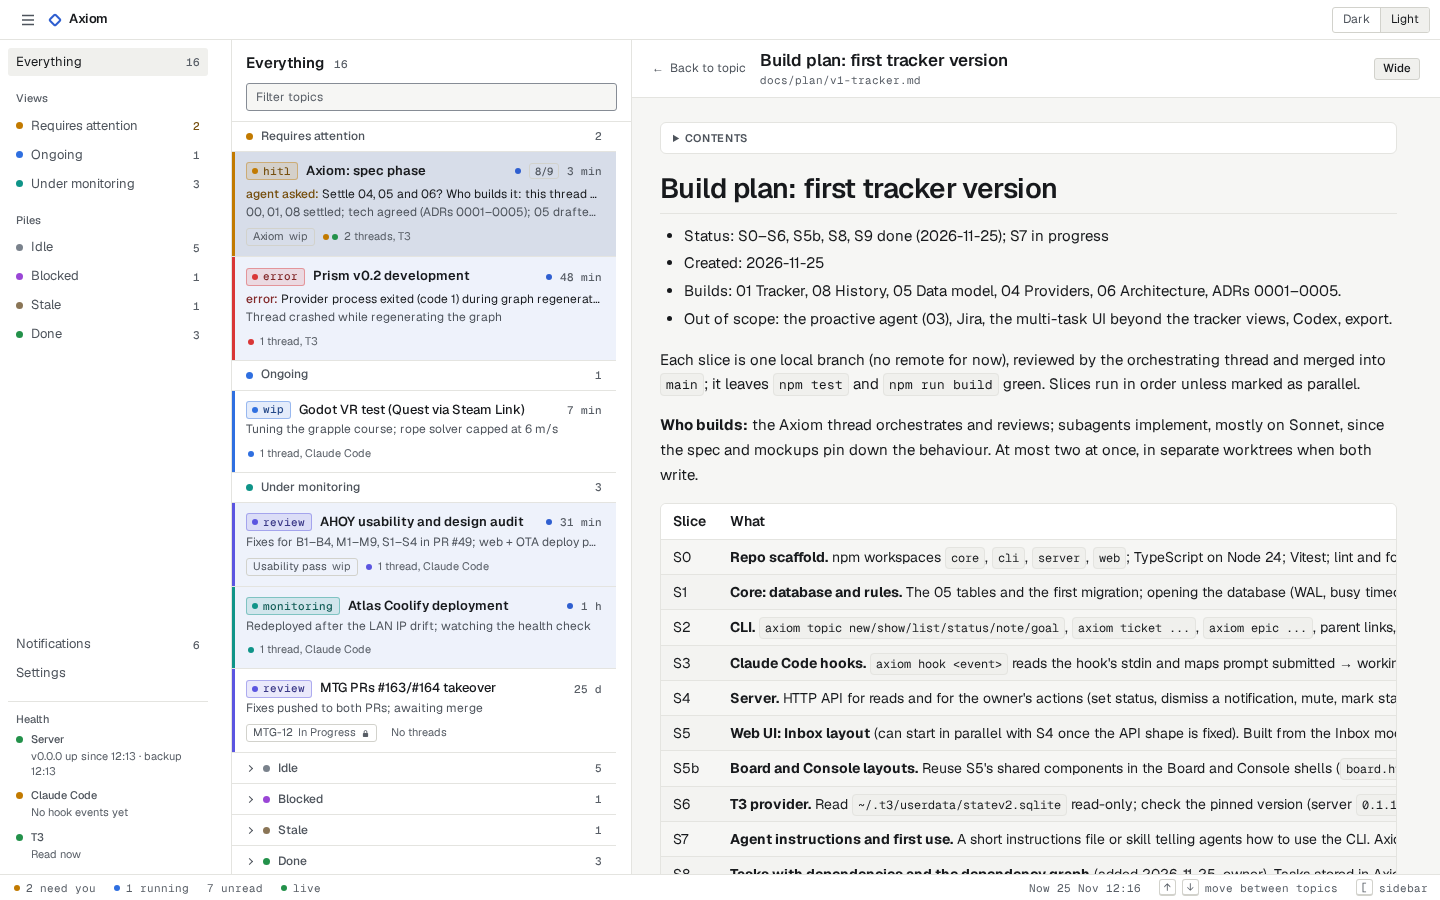 Axiom
Dark Light
Everything 16
Views
Requires attention 2
Ongoing 1
Under monitoring 3
Piles
Idle 5
Blocked 1
Stale 1
Done 3
Notifications 6
Settings
Health
Server
v0.0.0 up since 12:13 · backup
12:13
Claude Code
No hook events yet
T3
Read now
Everything 16
Filter topics
Requires attention 2
hitl Axiom: spec phase 8/9 3 min
agent asked: Settle 04, 05 and 06? Who builds it: this thread …
00, 01, 08 settled; tech agreed (ADRs 0001–0005); 05 drafte…
Axiom wip 2 threads, T3
error Prism v0.2 development 48 min
error: Provider process exited (code 1) during graph regenerat…
Thread crashed while regenerating the graph
1 thread, T3
Ongoing 1
wip Godot VR test (Quest via Steam Link) 7 min
Tuning the grapple course; rope solver capped at 6 m/s
1 thread, Claude Code
Under monitoring 3
review AHOY usability and design audit 31 min
Fixes for B1–B4, M1–M9, S1–S4 in PR #49; web + OTA deploy p…
Usability pass wip 1 thread, Claude Code
monitoring Atlas Coolify deployment 1 h
Redeployed after the LAN IP drift; watching the health check
1 thread, Claude Code
review MTG PRs #163/#164 takeover 25 d
Fixes pushed to both PRs; awaiting merge
MTG-12 In Progress No threads
Idle 5
Blocked 1
Stale 1
Done 3
← Back to topic
Build plan: first tracker version
docs/plan/v1-tracker.md
Wide
▶ CONTENTS
Build plan: first tracker version
• Status: S0–S6, S5b, S8, S9 done (2026-11-25); S7 in progress
• Created: 2026-11-25
• Builds: 01 Tracker, 08 History, 05 Data model, 04 Providers, 06 Architecture, ADRs 0001–0005.
• Out of scope: the proactive agent (03), Jira, the multi-task UI beyond the tracker views, Codex, export.
Each slice is one local branch (no remote for now), reviewed by the orchestrating thread and merged into
main; it leaves npm test and npm run build green. Slices run in order unless marked as parallel.
Who builds: the Axiom thread orchestrates and reviews; subagents implement, mostly on Sonnet, since
the spec and mockups pin down the behaviour. At most two at once, in separate worktrees when both
write.
Slice What
S0 Repo scaffold. npm workspaces core, cli, server, web; TypeScript on Node 24; Vitest; lint and fo
S1 Core: database and rules. The 05 tables and the first migration; opening the database (WAL, busy timeo
S2 CLI. axiom topic new/show/list/status/note/goal, axiom ticket ..., axiom epic ..., parent links,
S3 Claude Code hooks. axiom hook <event> reads the hook's stdin and maps prompt submitted → workin
S4 Server. HTTP API for reads and for the owner's actions (set status, dismiss a notification, mute, mark sta
S5 Web UI: Inbox layout (can start in parallel with S4 once the API shape is fixed). Built from the Inbox moc
S5b Board and Console layouts. Reuse S5's shared components in the Board and Console shells (board.h
S6 T3 provider. Read ~/.t3/userdata/statev2.sqlite read-only; check the pinned version (server 0.1.1
S7 Agent instructions and first use. A short instructions file or skill telling agents how to use the CLI. Axio
S8 Tasks with dependencies and the dependency graph (added 2026-11-25, owner). Tasks stored in Axio
2 need you 1 running 7 unread live
Now 25 Nov 12:16 ↑ ↓ move between topics [ sidebar